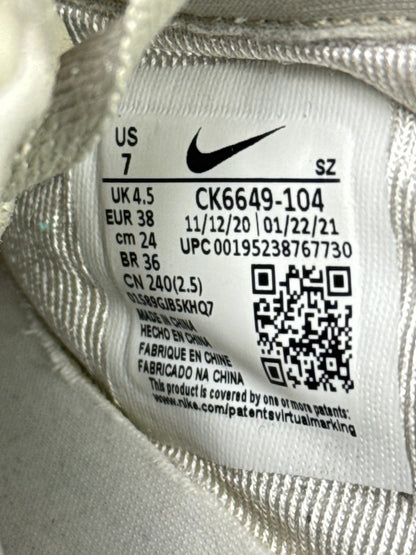 US
7
SZ
UK 4.5
CK6649-104
EUR 38
11/12/20 | 01/22/21
cm 24
UPC 00195238767730
BR 36
CN 240(2.5)
01S89GJB5KHQ7
MADE IN CHINA
HECHO EN CHINA
FABRIQUE EN CHINE
FABRICADO NA CHINA
This product is covered by one or more patents:
www.nike.com/patentsvirtualmarking